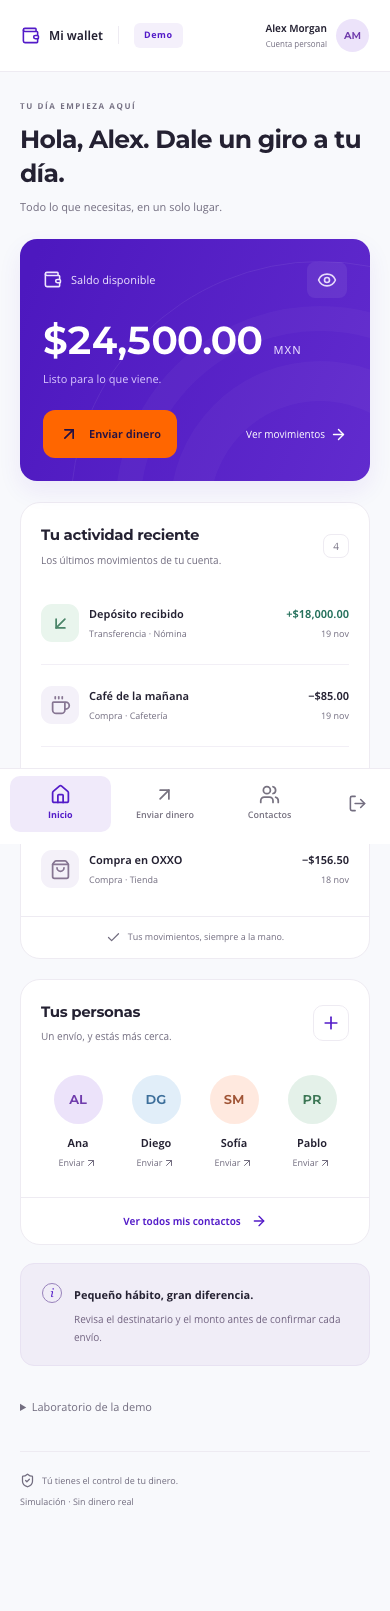 Mi wallet
Demo
Alex Morgan
Cuenta personal
AM
TU DÍA EMPIEZA AQUÍ
Hola, Alex. Dale un giro a tu
día.
Todo lo que necesitas, en un solo lugar.
Saldo disponible
$24,500.00 MXN
Listo para lo que viene.
Enviar dinero
Ver movimientos
Tu actividad reciente
4
Los últimos movimientos de tu cuenta.
Depósito recibido
+$18,000.00
Transferencia · Nómina
19 nov
Café de la mañana
−$85.00
Compra · Cafetería
19 nov
Inicio
Enviar dinero
Contactos
Compra en OXXO
−$156.50
Compra · Tienda
18 nov
Tus movimientos, siempre a la mano.
Tus personas
Un envío, y estás más cerca.
AL
DG
SM
PR
Ana
Diego
Sofía
Pablo
Enviar
Enviar
Enviar
Enviar
Ver todos mis contactos
i
Pequeño hábito, gran diferencia.
Revisa el destinatario y el monto antes de confirmar cada
envío.
Laboratorio de la demo
Tú tienes el control de tu dinero.
Simulación · Sin dinero real